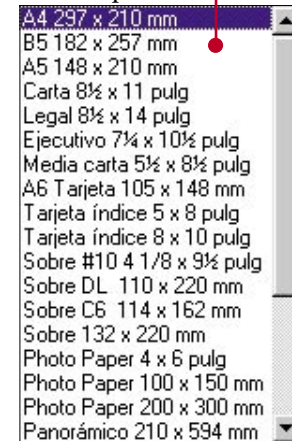 A4 297 x 210 mm
B5 182 x 257 mm
A5 148 x 210 mm
Carta 8½ x 11 pulg
Legal 8½ x 14 pulg
Ejecutivo 7¼ x 10½ pulg
Media carta 5½ x 8½ pulg
A6 Tarjeta 105 x 148 mm
Tarjeta índice 5 x 8 pulg
Tarjeta índice 8 x 10 pulg
Sobre #10 4 1/8 x 9½ pulg
Sobre DL 110 x 220 mm
Sobre C6 114 x 162 mm
Sobre 132 x 220 mm
Photo Paper 4 x 6 pulg
Photo Paper 100 x 150 mm
Photo Paper 200 x 300 mm
Panorámico 210 x 594 mm